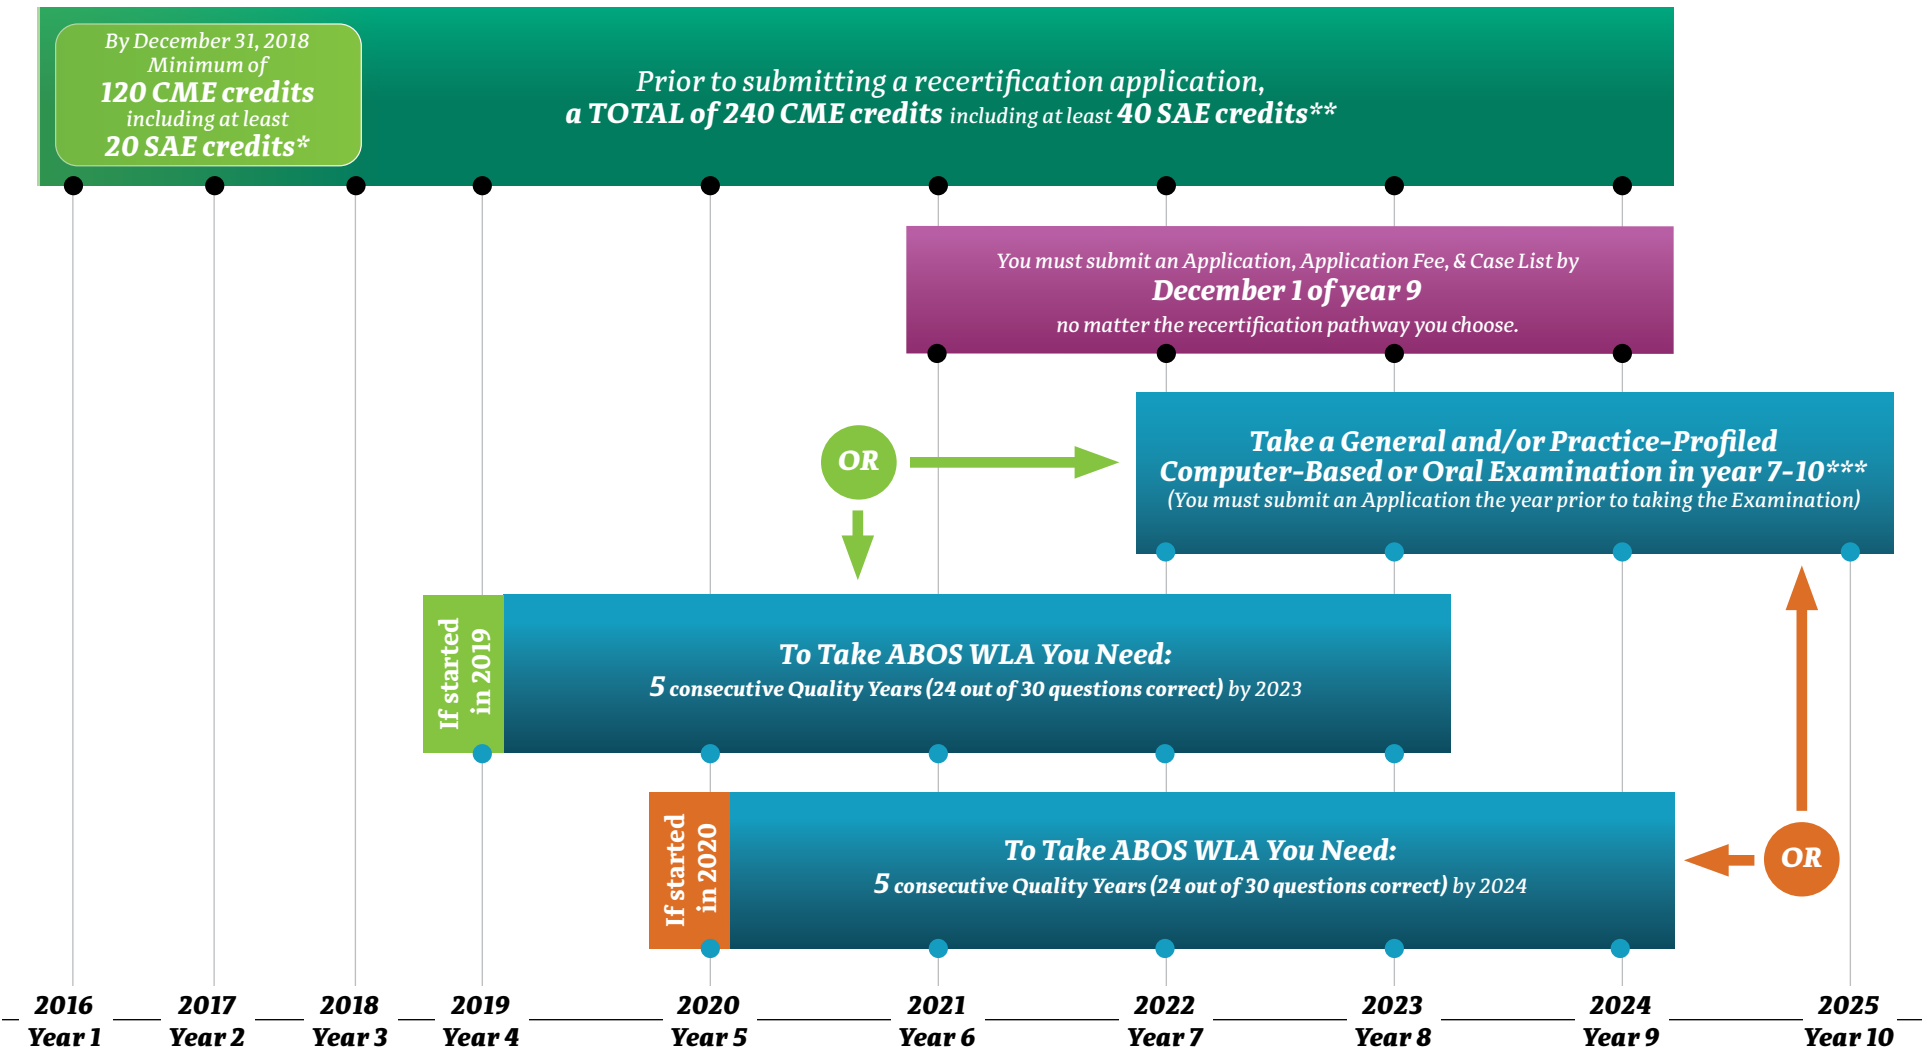 By December 31, 2018
Minimum of
120 CME credits
including at least
20 SAE credits*
Prior to submitting a recertification application,
a TOTAL of 240 CME credits including at least 40 SAE credits**
You must submit an Application, Application Fee, & Case List by
December 1 of year 9
no matter the recertification pathway you choose.
OR
Take a General and/or Practice-Profiled
Computer-Based or Oral Examination in year 7-10***
(You must submit an Application the year prior to taking the Examination)
If started
in 2019
To Take ABOS WLA You Need:
5 consecutive Quality Years (24 out of 30 questions correct) by 2023
If started
in 2020
To Take ABOS WLA You Need:
5 consecutive Quality Years (24 out of 30 questions correct) by 2024
OR
2016 2017 2018 2019 2020 2021 2022 2023 2024 2025
Year 1 Year 2 Year 3 Year 4 Year 5 Year 6 Year 7 Year 8 Year 9 Year 10